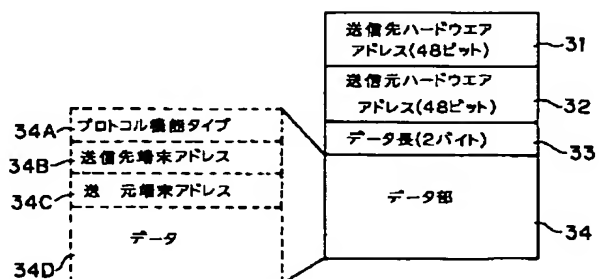 送信先ハードウエア
アドレス(48ビット)
31
送信元ハードウエア
アドレス(48ビット)
32
データ長(2バイト)
33
データ部
34
34A
プロトコル機能タイプ
34B
送信先端末アドレス
34C
送 元端末アドレス
データ
34D